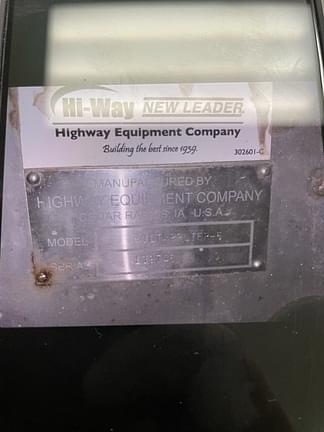 Hi-Way NEW LEADER
Highway Equipment Company
Building the best since 1939.
302601-C
MANUFACTURED BY
HIGHWAY EQUIPMENT COMPANY
CEDAR RAPIDS, IA, U.S.A.
MODEL
SERIAL